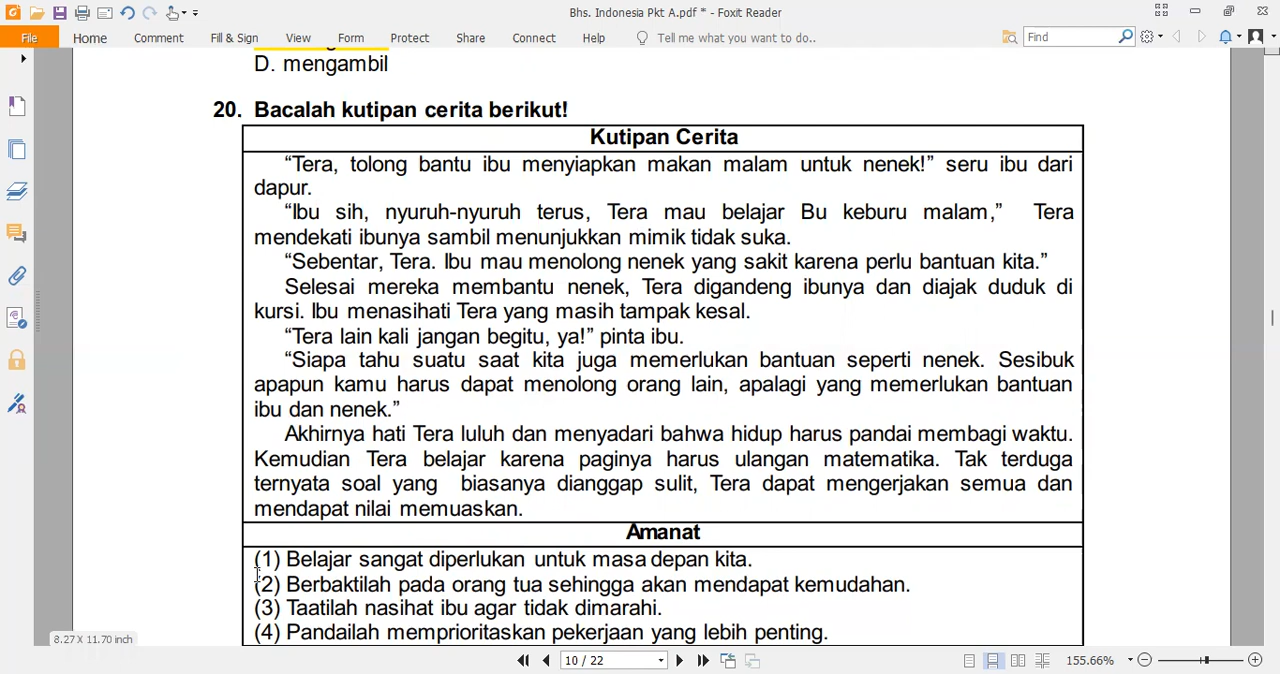 Bhs. Indonesia Pkt A.pdf * - Foxit Reader
File Home Comment Fill & Sign View Form Protect Share Connect Help Tell me what you want to do.. Find
D. mengambil
20. Bacalah kutipan cerita berikut!
Kutipan Cerita
“Tera, tolong bantu ibu menyiapkan makan malam untuk nenek!” seru ibu dari
dapur.
“Ibu sih, nyuruh-nyuruh terus, Tera mau belajar Bu keburu malam,” Tera
mendekati ibunya sambil menunjukkan mimik tidak suka.
“Sebentar, Tera. Ibu mau menolong nenek yang sakit karena perlu bantuan kita.”
Selesai mereka membantu nenek, Tera digandeng ibunya dan diajak duduk di
kursi. Ibu menasihati Tera yang masih tampak kesal.
“Tera lain kali jangan begitu, ya!” pinta ibu.
“Siapa tahu suatu saat kita juga memerlukan bantuan seperti nenek. Sesibuk
apapun kamu harus dapat menolong orang lain, apalagi yang memerlukan bantuan
ibu dan nenek.”
Akhirnya hati Tera luluh dan menyadari bahwa hidup harus pandai membagi waktu.
Kemudian Tera belajar karena paginya harus ulangan matematika. Tak terduga
ternyata soal yang biasanya dianggap sulit, Tera dapat mengerjakan semua dan
mendapat nilai memuaskan.
Amanat
(1) Belajar sangat diperlukan untuk masa depan kita.
(2) Berbaktilah pada orang tua sehingga akan mendapat kemudahan.
(3) Taatilah nasihat ibu agar tidak dimarahi.
(4) Pandailah memprioritaskan pekerjaan yang lebih penting.
8.27 X 11.70 inch
10 / 22
155.66%